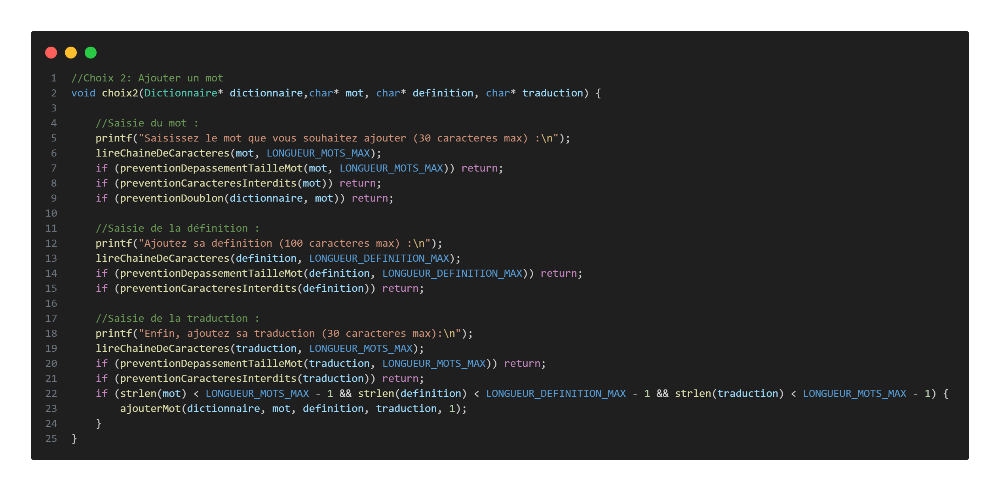 1 //Choix 2: Ajouter un mot
2 void choix2(Dictionnaire* dictionnaire,char* mot, char* definition, char* traduction) {
3
4     //Saisie du mot :
5     printf("Saisissez le mot que vous souhaitez ajouter (30 caracteres max) :\n");
6     lireChaineDeCaracteres(mot, LONGUEUR_MOTS_MAX);
7     if (preventionDepassementTailleMot(mot, LONGUEUR_MOTS_MAX)) return;
8     if (preventionCaracteresInterdits(mot)) return;
9     if (preventionDoublon(dictionnaire, mot)) return;
10
11     //Saisie de la définition :
12     printf("Ajoutez sa definition (100 caracteres max) :\n");
13     lireChaineDeCaracteres(definition, LONGUEUR_DEFINITION_MAX);
14     if (preventionDepassementTailleMot(definition, LONGUEUR_DEFINITION_MAX)) return;
15     if (preventionCaracteresInterdits(definition)) return;
16
17     //Saisie de la traduction :
18     printf("Enfin, ajoutez sa traduction (30 caracteres max):\n");
19     lireChaineDeCaracteres(traduction, LONGUEUR_MOTS_MAX);
20     if (preventionDepassementTailleMot(traduction, LONGUEUR_MOTS_MAX)) return;
21     if (preventionCaracteresInterdits(traduction)) return;
22     if (strlen(mot) < LONGUEUR_MOTS_MAX - 1 && strlen(definition) < LONGUEUR_DEFINITION_MAX - 1 && strlen(traduction) < LONGUEUR_MOTS_MAX - 1) {
23         ajouterMot(dictionnaire, mot, definition, traduction, 1);
24     }
25 }